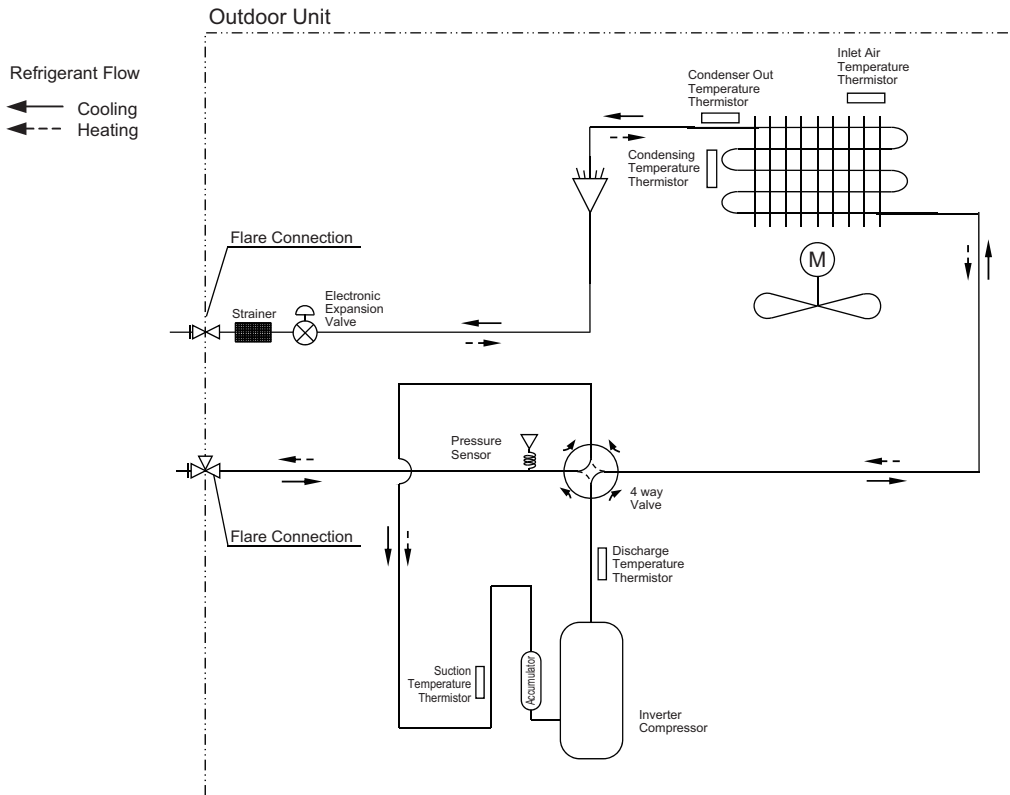 Outdoor Unit
Refrigerant Flow
Cooling
Heating
Condenser Out
Temperature
Thermistor
Inlet Air
Temperature
Thermistor
Condensing
Temperature
Thermistor
Flare Connection
M
Strainer
Electronic
Expansion
Valve
Pressure
Sensor
4 way
Valve
Flare Connection
Discharge
Temperature
Thermistor
Suction
Temperature
Thermistor
Accumulator
Inverter
Compressor